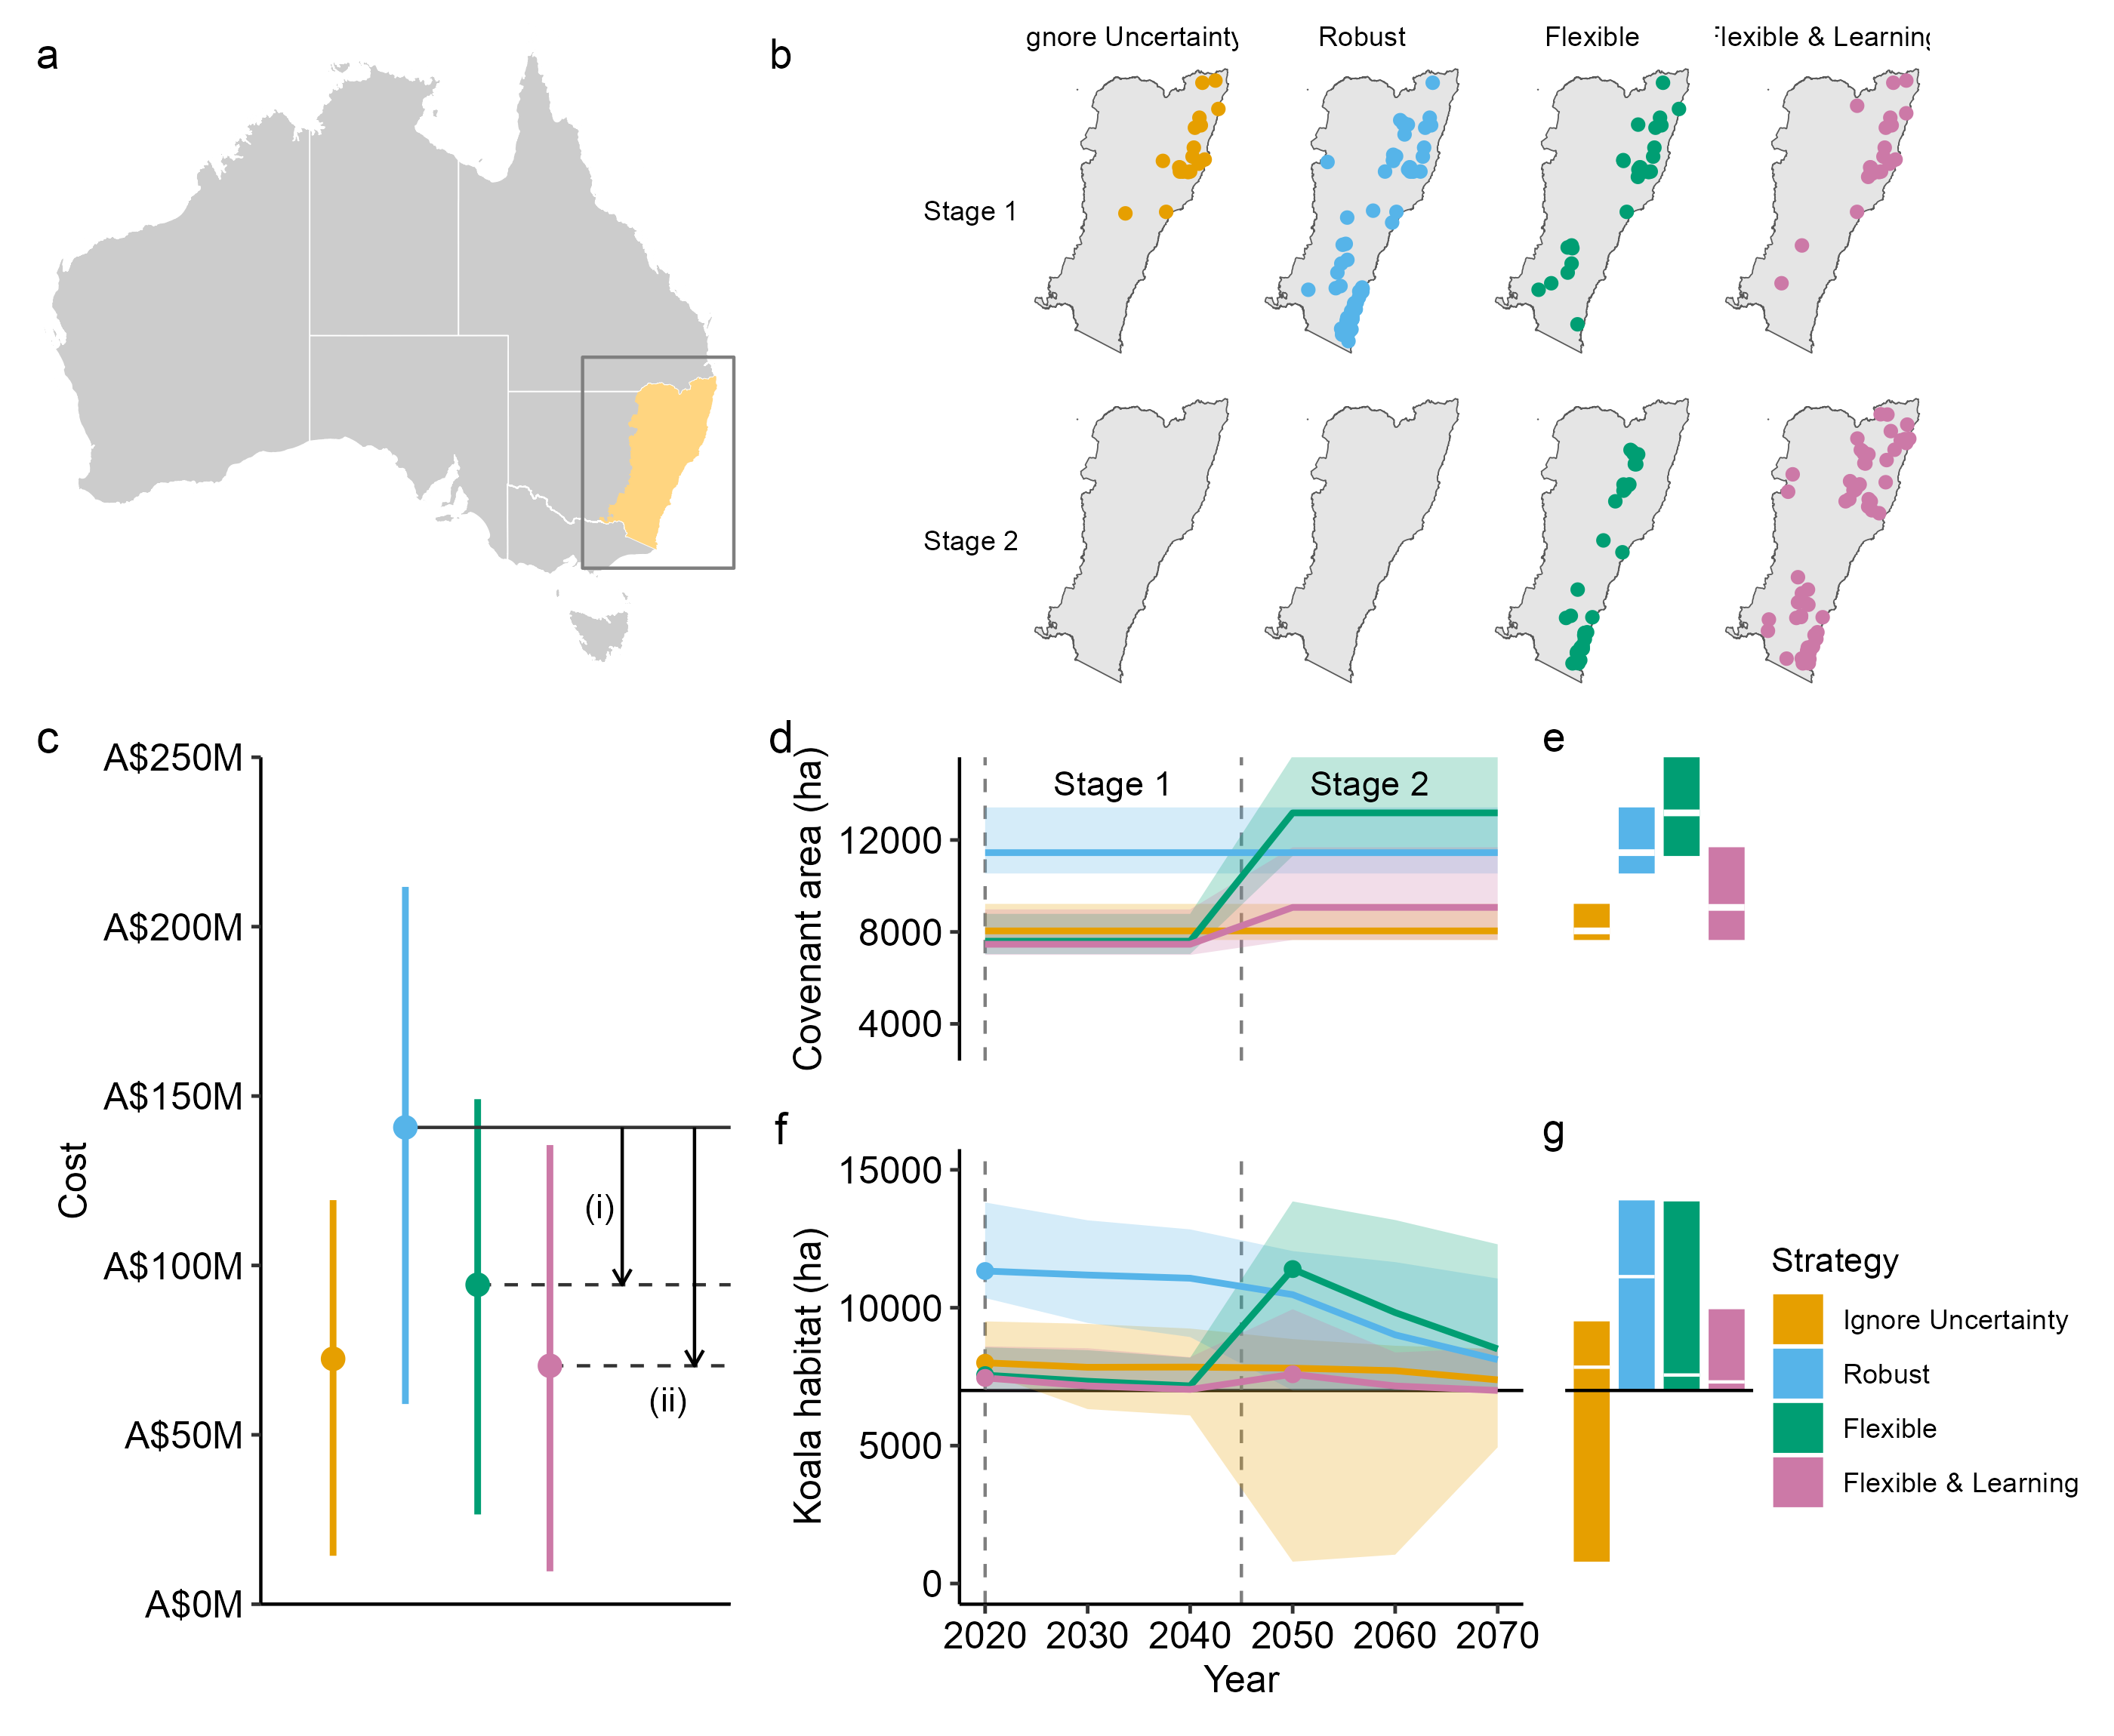 a
b
gnore Uncertainty
Robust
Flexible
Flexible & Learning
Stage 1
Stage 2
c
A$250M
A$200M
A$150M
A$100M
A$50M
A$0M
Cost
(i)
(ii)
d
Covenant area (ha)
12000
8000
4000
Stage 1
Stage 2
e
f
Koala habitat (ha)
15000
10000
5000
0
2020 2030 2040 2050 2060 2070
Year
g
Strategy
Ignore Uncertainty
Robust
Flexible
Flexible & Learning